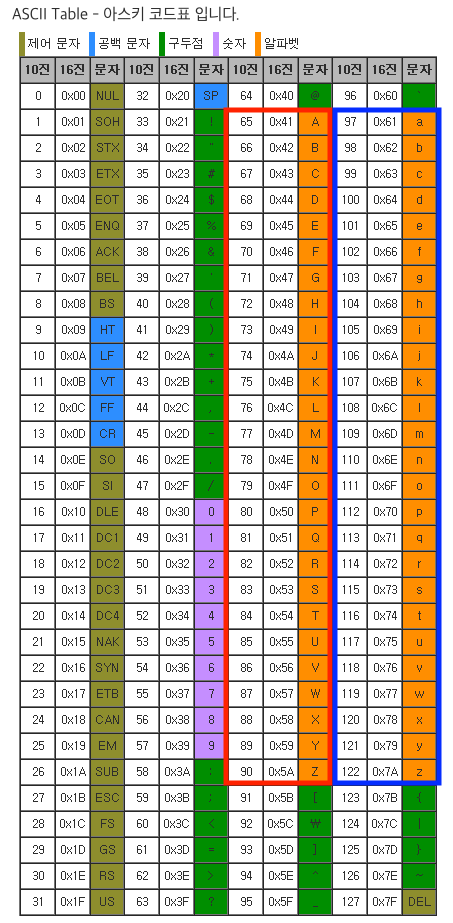 ASCII Table - 아스키 코드표 입니다.
제어 문자 공백 문자 구두점 숫자 알파벳
10진 16진 문자 10진 16진 문자 10진 16진 문자 10진 16진 문자
0 0x00 NUL 32 0x20 SP 64 0x40 @ 96 0x60
1 0x01 SOH 33 0x21 ! 65 0x41 A 97 0x61 a
2 0x02 STX 34 0x22 " 66 0x42 B 98 0x62 b
3 0x03 ETX 35 0x23 # 67 0x43 C 99 0x63 c
4 0x04 EOT 36 0x24 $ 68 0x44 D 100 0x64 d
5 0x05 ENQ 37 0x25 % 69 0x45 E 101 0x65 e
6 0x06 ACK 38 0x26 & 70 0x46 F 102 0x66 f
7 0x07 BEL 39 0x27 ' 71 0x47 G 103 0x67 g
8 0x08 BS 40 0x28 ( 72 0x48 H 104 0x68 h
9 0x09 HT 41 0x29 ) 73 0x49 I 105 0x69 i
10 0x0A LF 42 0x2A * 74 0x4A J 106 0x6A j
11 0x0B VT 43 0x2B + 75 0x4B K 107 0x6B k
12 0x0C FF 44 0x2C , 76 0x4C L 108 0x6C l
13 0x0D CR 45 0x2D - 77 0x4D M 109 0x6D m
14 0x0E SO 46 0x2E . 78 0x4E N 110 0x6E n
15 0x0F SI 47 0x2F / 79 0x4F O 111 0x6F o
16 0x10 DLE 48 0x30 0 80 0x50 P 112 0x70 p
17 0x11 DC1 49 0x31 1 81 0x51 Q 113 0x71 q
18 0x12 DC2 50 0x32 2 82 0x52 R 114 0x72 r
19 0x13 DC3 51 0x33 3 83 0x53 S 115 0x73 s
20 0x14 DC4 52 0x34 4 84 0x54 T 116 0x74 t
21 0x15 NAK 53 0x35 5 85 0x55 U 117 0x75 u
22 0x16 SYN 54 0x36 6 86 0x56 V 118 0x76 v
23 0x17 ETB 55 0x37 7 87 0x57 W 119 0x77 w
24 0x18 CAN 56 0x38 8 88 0x58 X 120 0x78 x
25 0x19 EM 57 0x39 9 89 0x59 Y 121 0x79 y
26 0x1A SUB 58 0x3A : 90 0x5A Z 122 0x7A z
27 0x1B ESC 59 0x3B ; 91 0x5B [ 123 0x7B {
28 0x1C FS 60 0x3C < 92 0x5C ₩ 124 0x7C |
29 0x1D GS 61 0x3D = 93 0x5D ] 125 0x7D }
30 0x1E RS 62 0x3E > 94 0x5E ^ 126 0x7E ~
31 0x1F US 63 0x3F ? 95 0x5F _ 127 0x7F DEL